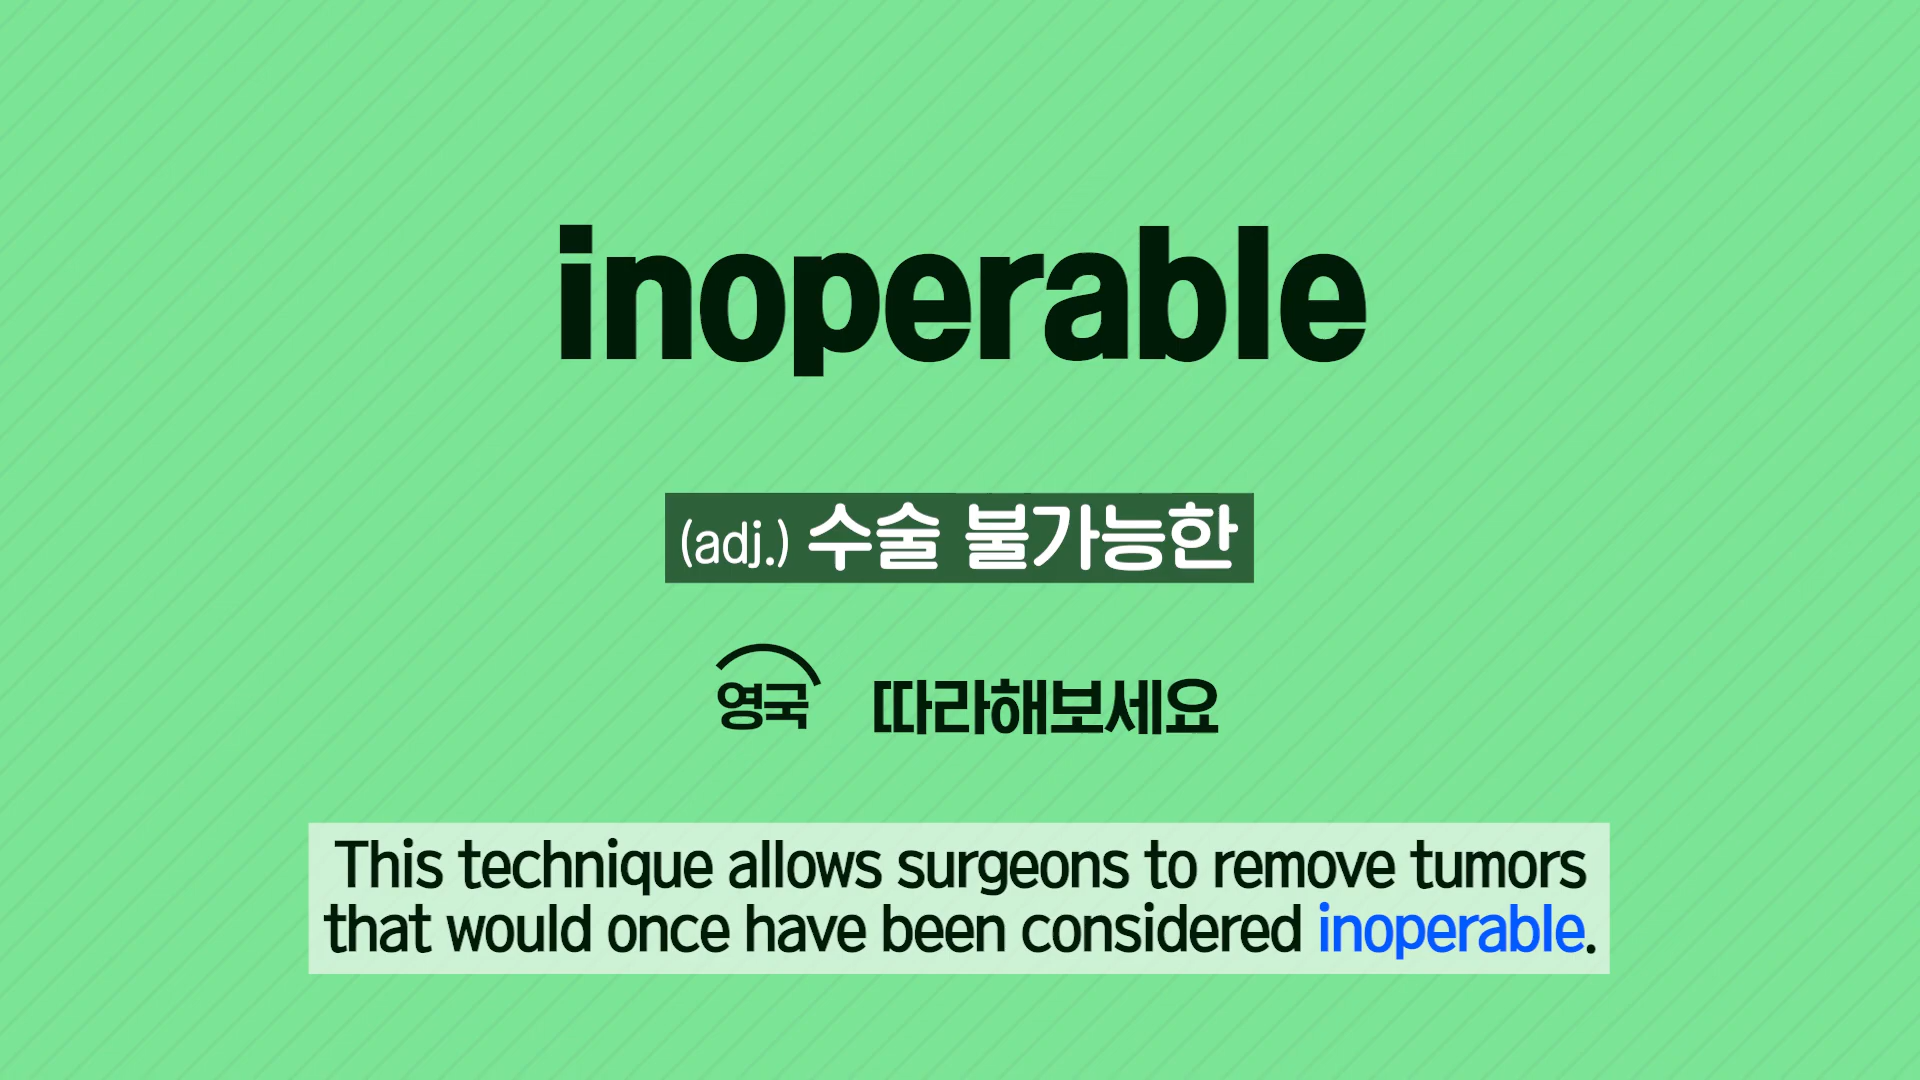 inoperable
(adj.) 수술 불가능한
영국 따라해보세요
This technique allows surgeons to remove tumors
that would once have been considered inoperable.